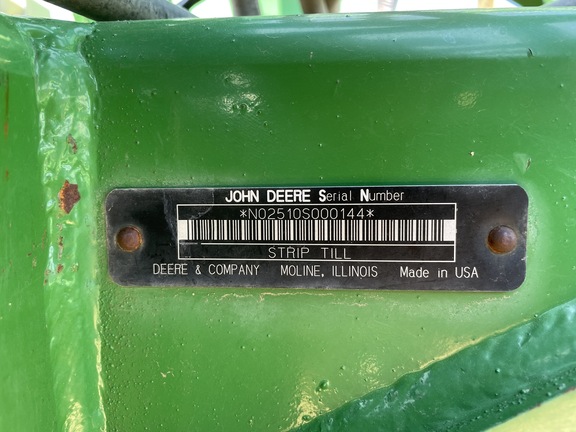 JOHN DEERE Serial Number
*N02510S000144*
STRIP TILL
DEERE & COMPANY MOLINE, ILLINOIS Made in USA